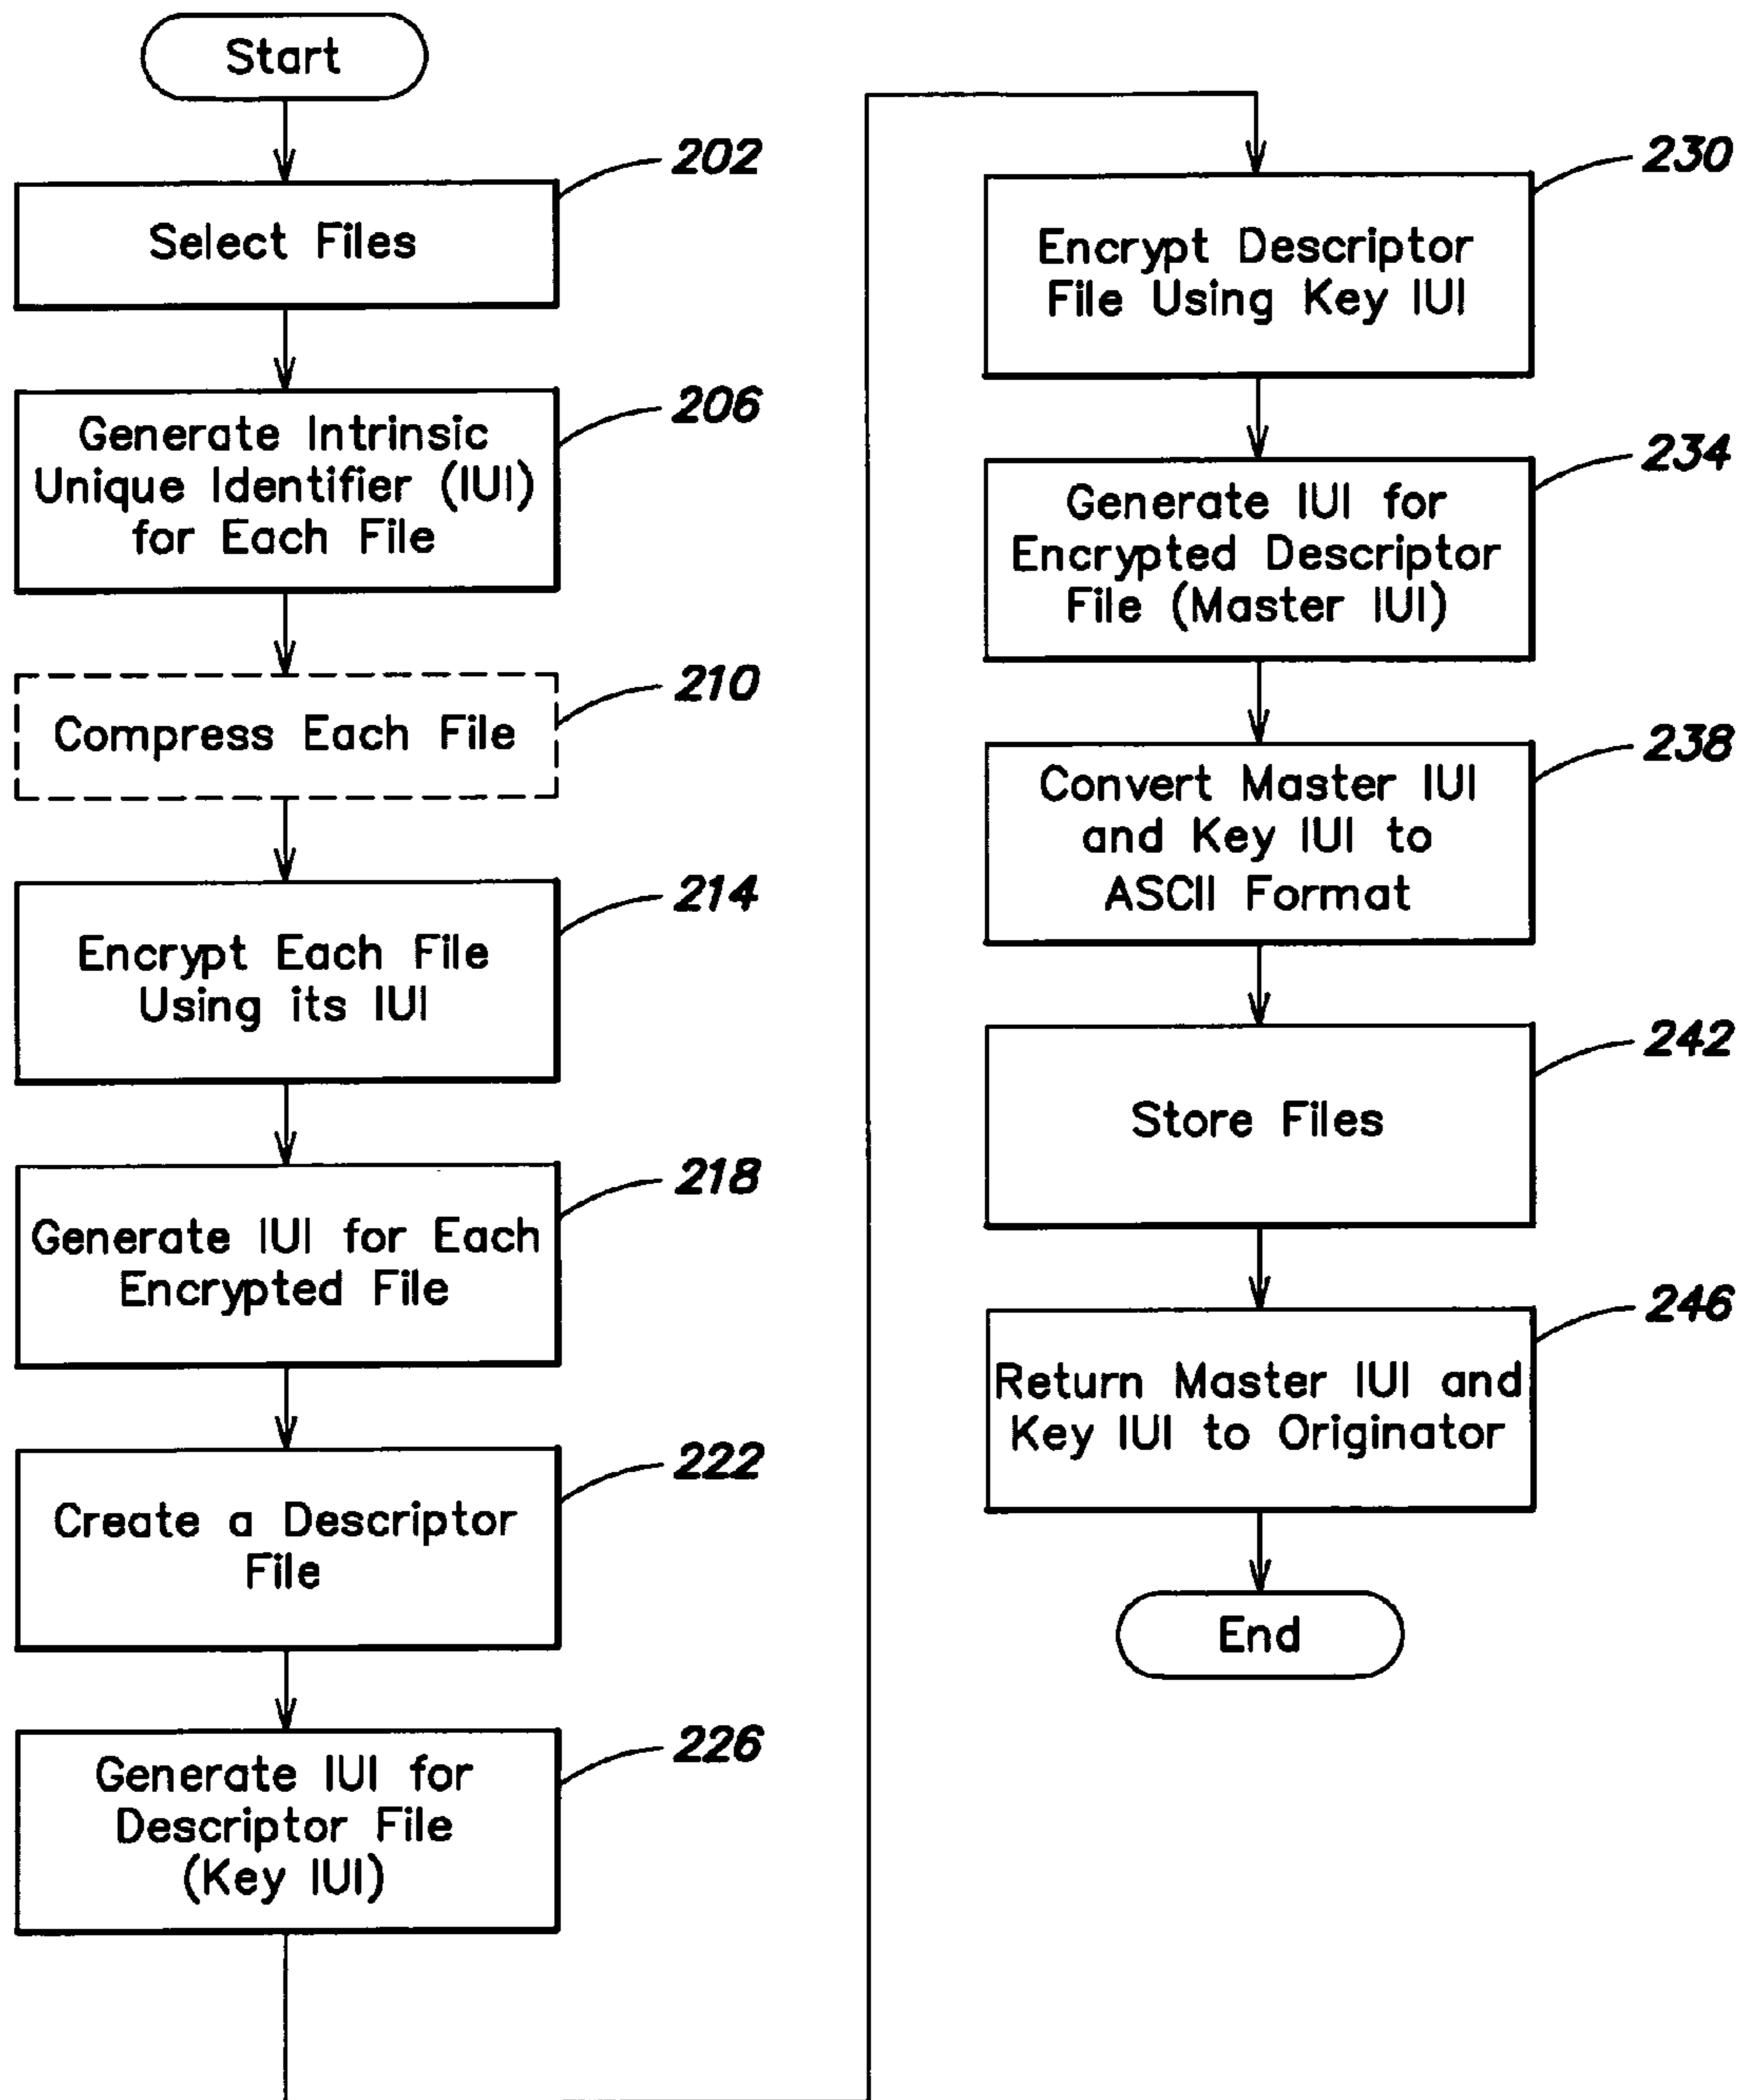 Start
202
Select Files
206
Generate Intrinsic
Unique Identifier (IUI)
for Each File
210
Compress Each File
214
Encrypt Each File
Using its IUI
218
Generate IUI for Each
Encrypted File
222
Create a Descriptor
File
226
Generate IUI for
Descriptor File
(Key IUI)
230
Encrypt Descriptor
File Using Key IUI
234
Generate IUI for
Encrypted Descriptor
File (Master IUI)
238
Convert Master IUI
and Key IUI to
ASCII Format
242
Store Files
246
Return Master IUI and
Key IUI to Originator
End